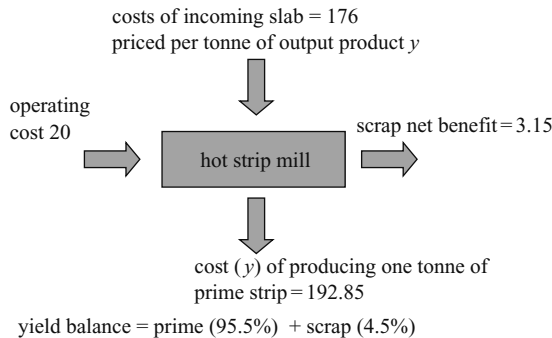 costs of incoming slab = 176
priced per tonne of output product y
operating
cost 20
scrap net benefit = 3.15
hot strip mill
cost (y) of producing one tonne of
prime strip = 192.85
yield balance = prime (95.5%) + scrap (4.5%)